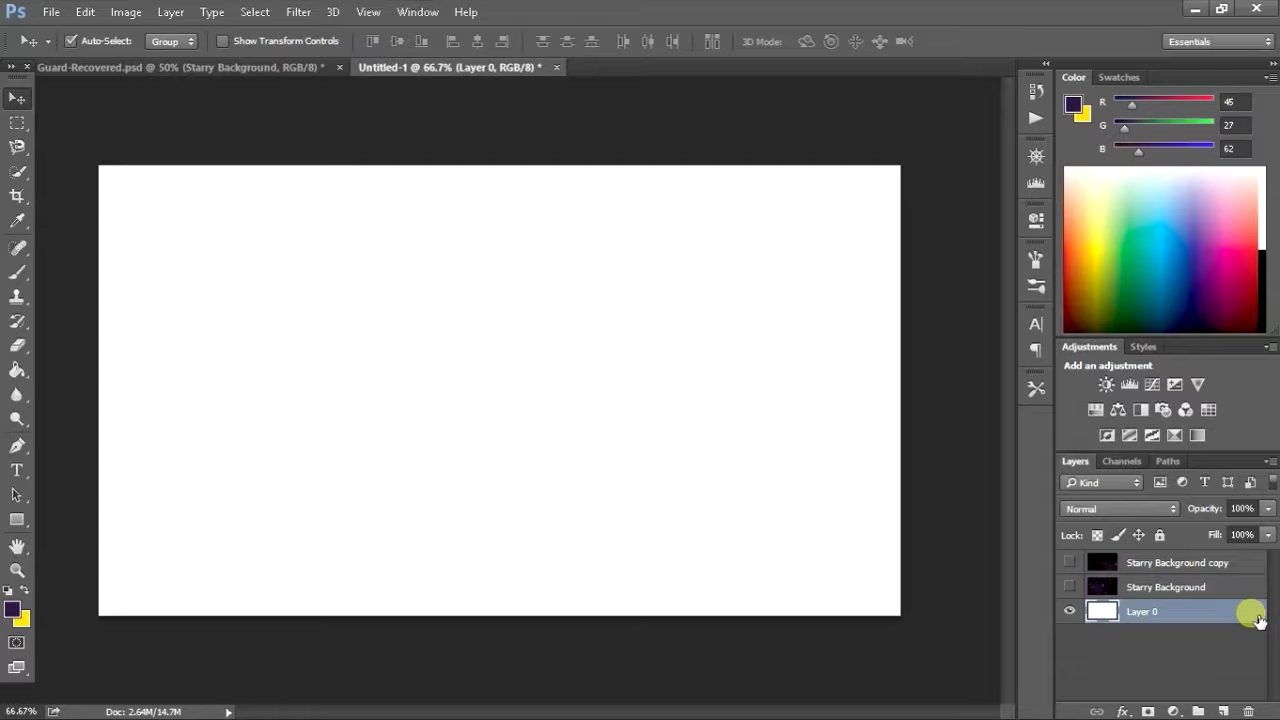 Ps File Edit Image Layer Type Select Filter 3D View Window Help
Auto-Select: Group Show Transform Controls 3D Mode: Essentials
Guard-Recovered.psd @ 50% (Starry Background, RGB/8) * × Untitled-1 @ 66.7% (Layer 0, RGB/8) * ×
Color Swatches
R 45
G 27
B 62
Adjustments Styles
Add an adjustment
Layers Channels Paths
Kind
Normal Opacity: 100%
Lock: Fill: 100%
Starry Background copy
Starry Background
Layer 0
66.67% Doc: 2.64M/14.7M